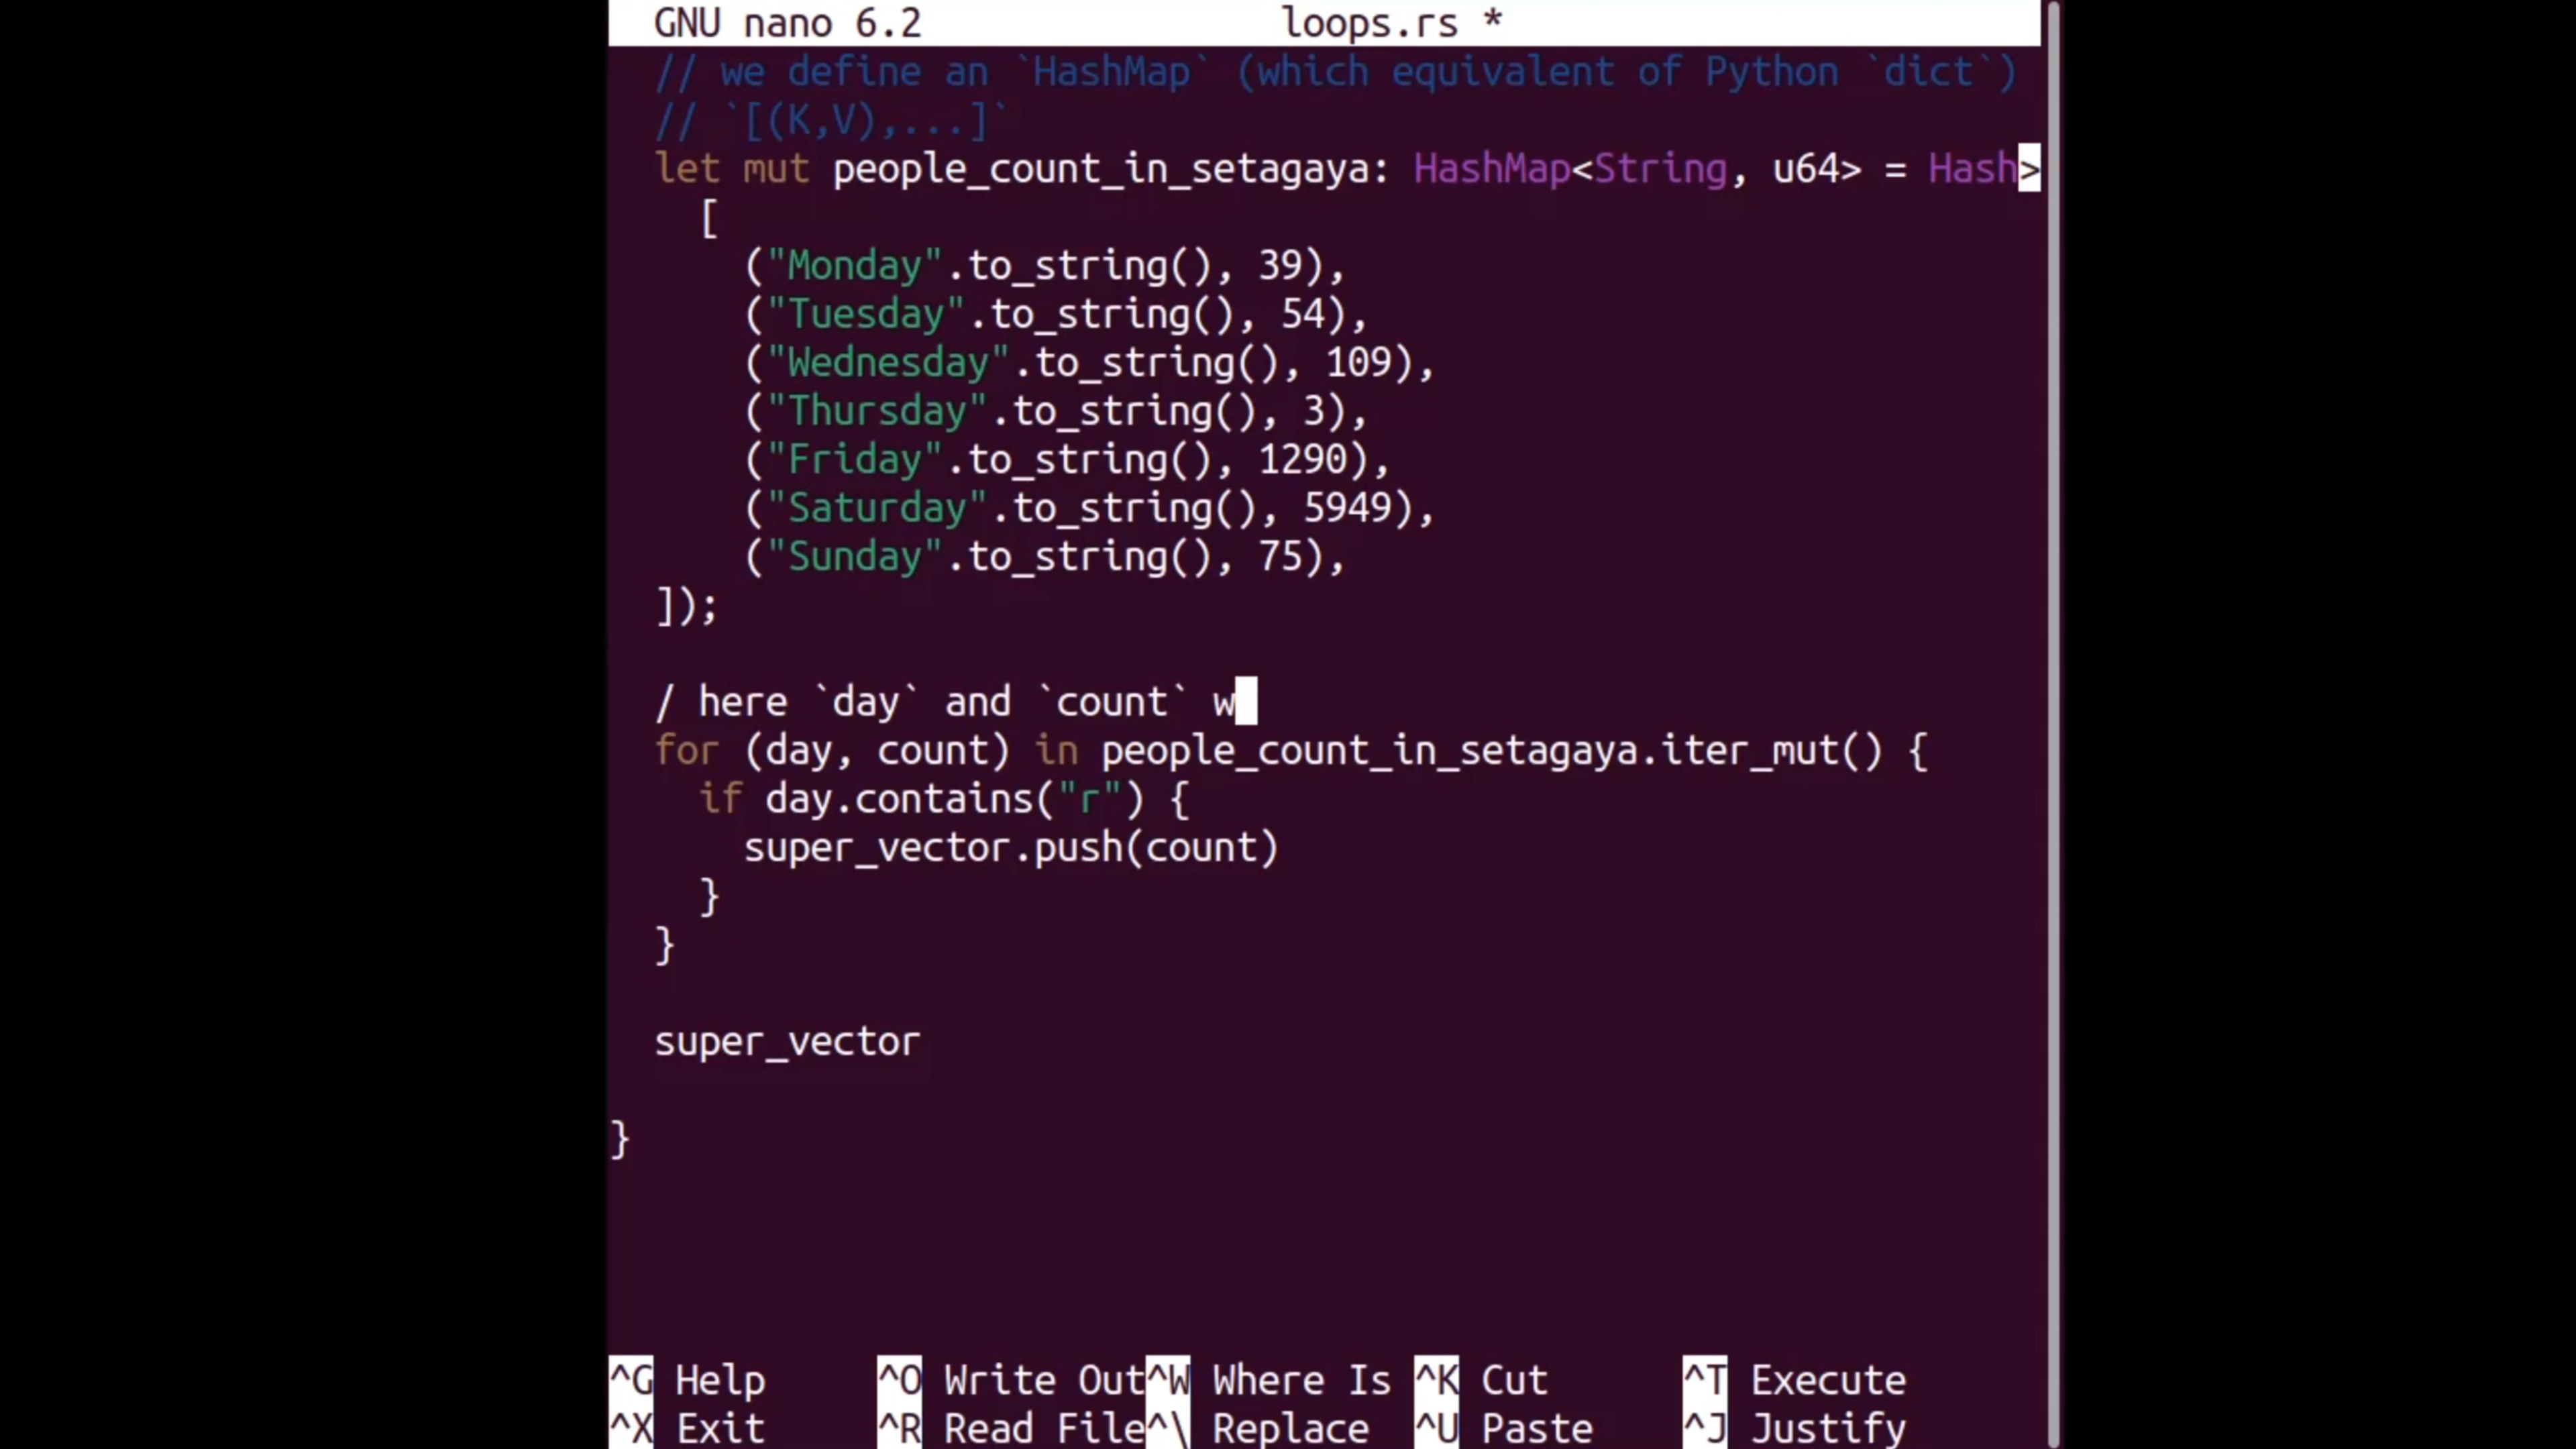 GNU nano 6.2 loops.rs *
// we define an `HashMap` (which equivalent of Python `dict`)
// `[(K,V),...]`
let mut people_count_in_setagaya: HashMap<String, u64> = Hash>
[
("Monday".to_string(), 39),
("Tuesday".to_string(), 54),
("Wednesday".to_string(), 109),
("Thursday".to_string(), 3),
("Friday".to_string(), 1290),
("Saturday".to_string(), 5949),
("Sunday".to_string(), 75),
]);
/ here `day` and `count` w
for (day, count) in people_count_in_setagaya.iter_mut() {
if day.contains("r") {
super_vector.push(count)
}
}
super_vector
}
^G Help ^O Write Out ^W Where Is ^K Cut ^T Execute
^X Exit ^R Read File ^\ Replace ^U Paste ^J Justify